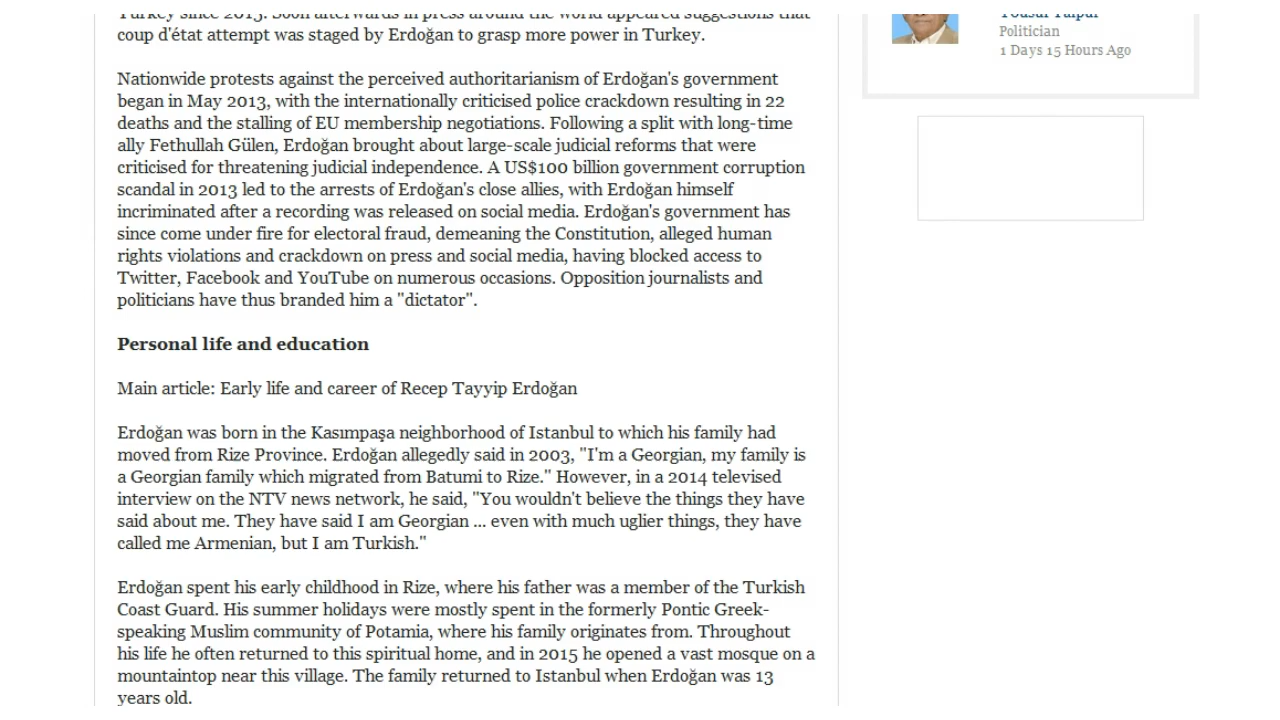 Turkey since 2013. Soon afterwards in press around the world appeared suggestions that
coup d'état attempt was staged by Erdoğan to grasp more power in Turkey.
Nationwide protests against the perceived authoritarianism of Erdoğan's government
began in May 2013, with the internationally criticised police crackdown resulting in 22
deaths and the stalling of EU membership negotiations. Following a split with long-time
ally Fethullah Gülen, Erdoğan brought about large-scale judicial reforms that were
criticised for threatening judicial independence. A US$100 billion government corruption
scandal in 2013 led to the arrests of Erdoğan's close allies, with Erdoğan himself
incriminated after a recording was released on social media. Erdoğan's government has
since come under fire for electoral fraud, demeaning the Constitution, alleged human
rights violations and crackdown on press and social media, having blocked access to
Twitter, Facebook and YouTube on numerous occasions. Opposition journalists and
politicians have thus branded him a "dictator".
Personal life and education
Main article: Early life and career of Recep Tayyip Erdoğan
Erdoğan was born in the Kasımpaşa neighborhood of Istanbul to which his family had
moved from Rize Province. Erdoğan allegedly said in 2003, "I'm a Georgian, my family is
a Georgian family which migrated from Batumi to Rize." However, in a 2014 televised
interview on the NTV news network, he said, "You wouldn't believe the things they have
said about me. They have said I am Georgian ... even with much uglier things, they have
called me Armenian, but I am Turkish."
Erdoğan spent his early childhood in Rize, where his father was a member of the Turkish
Coast Guard. His summer holidays were mostly spent in the formerly Pontic Greek-
speaking Muslim community of Potamia, where his family originates from. Throughout
his life he often returned to this spiritual home, and in 2015 he opened a vast mosque on a
mountaintop near this village. The family returned to Istanbul when Erdoğan was 13
years old.
Yousuf Talpur
Politician
1 Days 15 Hours Ago